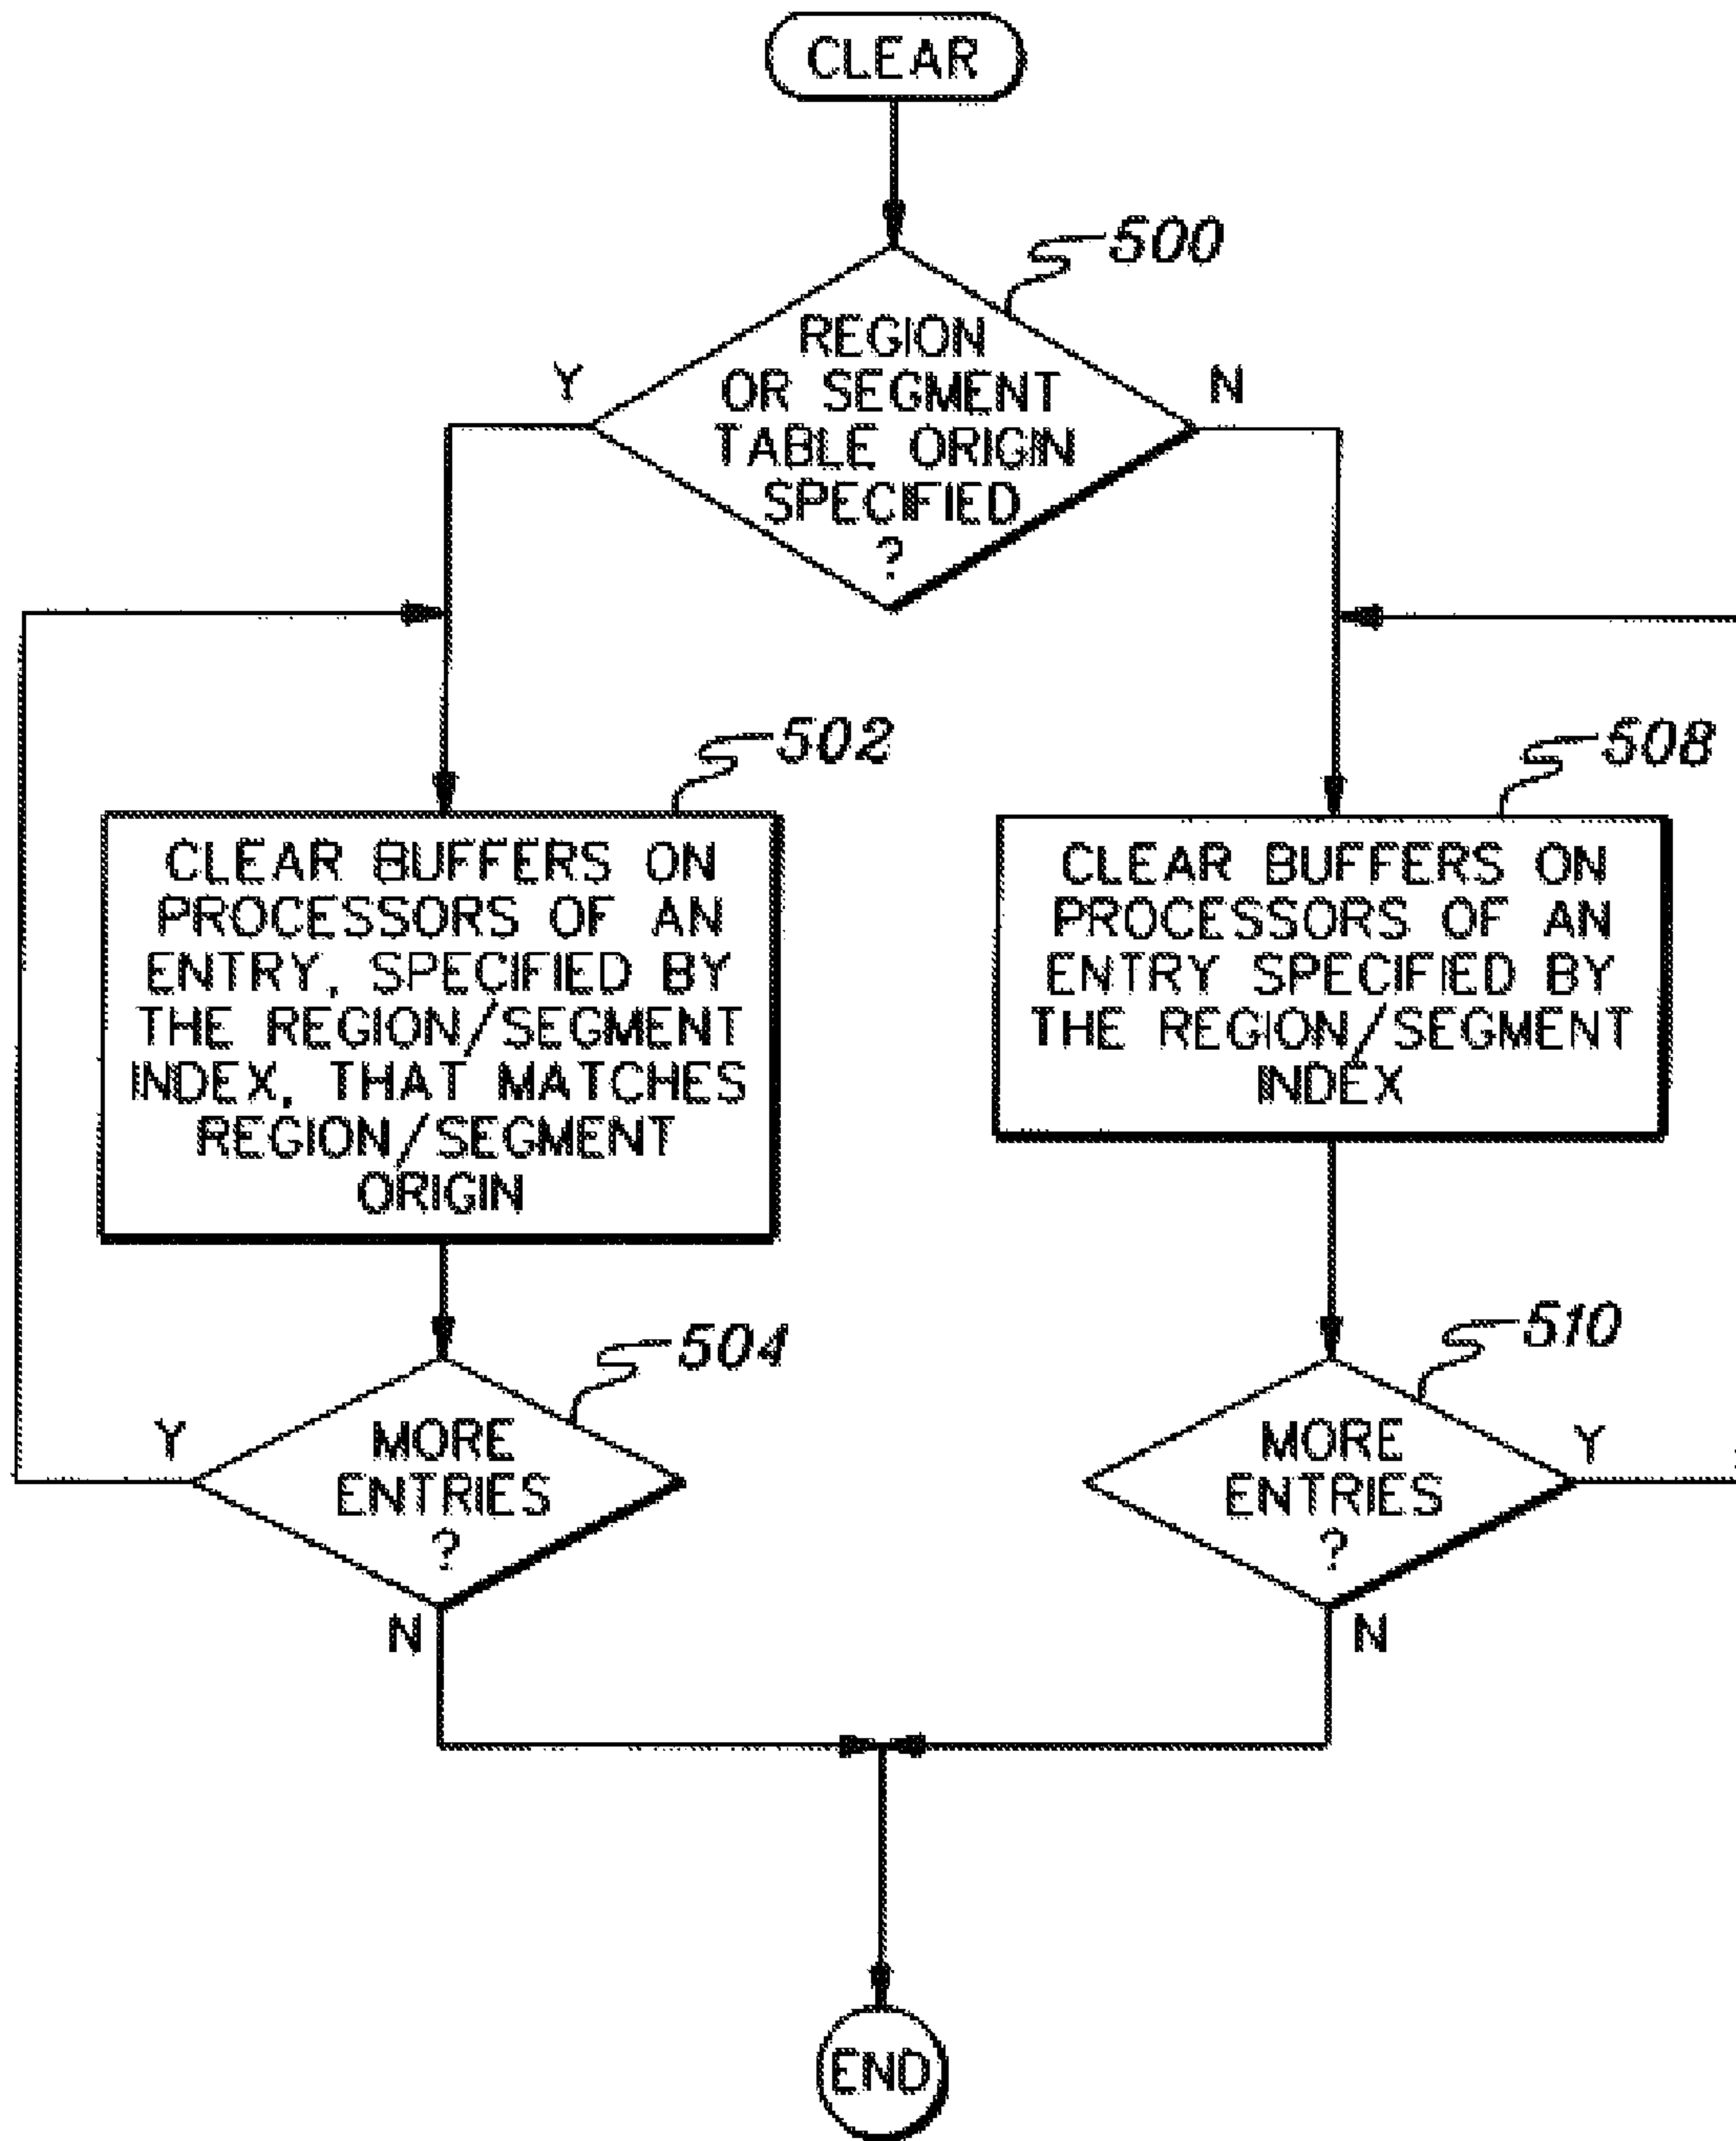 CLEAR
500
REGION
OR SEGMENT
TABLE ORIGIN
SPECIFIED
?
Y
N
502
CLEAR BUFFERS ON
PROCESSORS OF AN
ENTRY, SPECIFIED BY
THE REGION/SEGMENT
INDEX, THAT MATCHES
REGION/SEGMENT
ORIGIN
508
CLEAR BUFFERS ON
PROCESSORS OF AN
ENTRY SPECIFIED BY
THE REGION/SEGMENT
INDEX
504
Y
MORE
ENTRIES
?
N
510
MORE
ENTRIES
?
Y
N
END